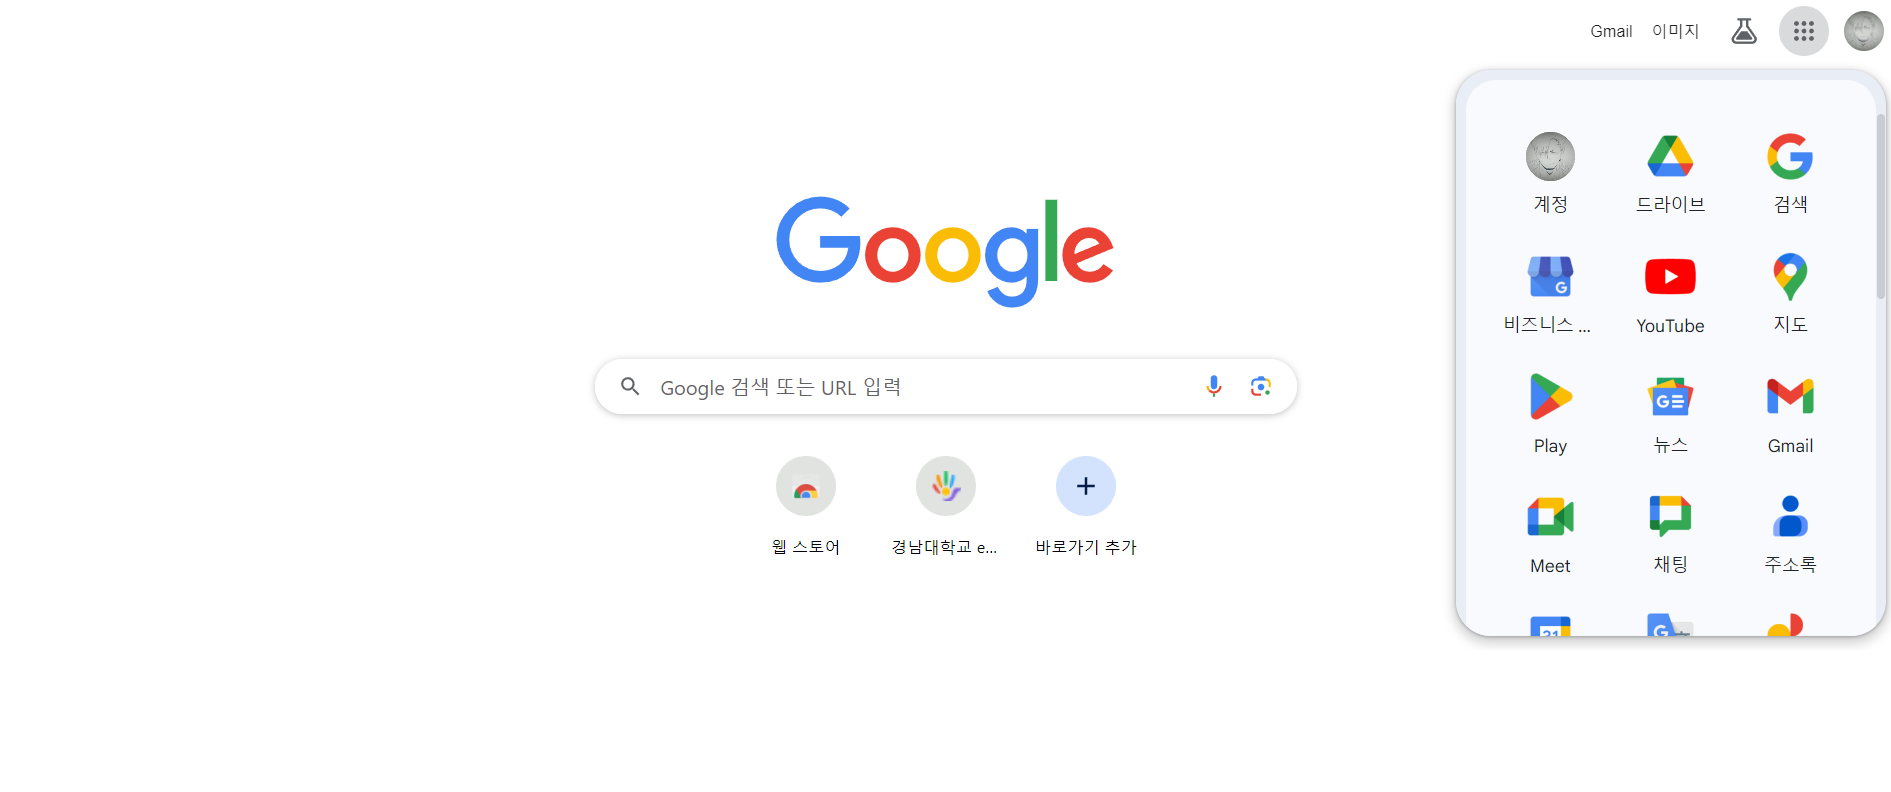 Gmail 이미지
Google
Google 검색 또는 URL 입력
웹 스토어
경남대학교 e...
바로가기 추가
계정
드라이브
검색
G
비즈니스 ...
YouTube
지도
Play
G
뉴스
Gmail
Meet
채팅
주소록
31
G